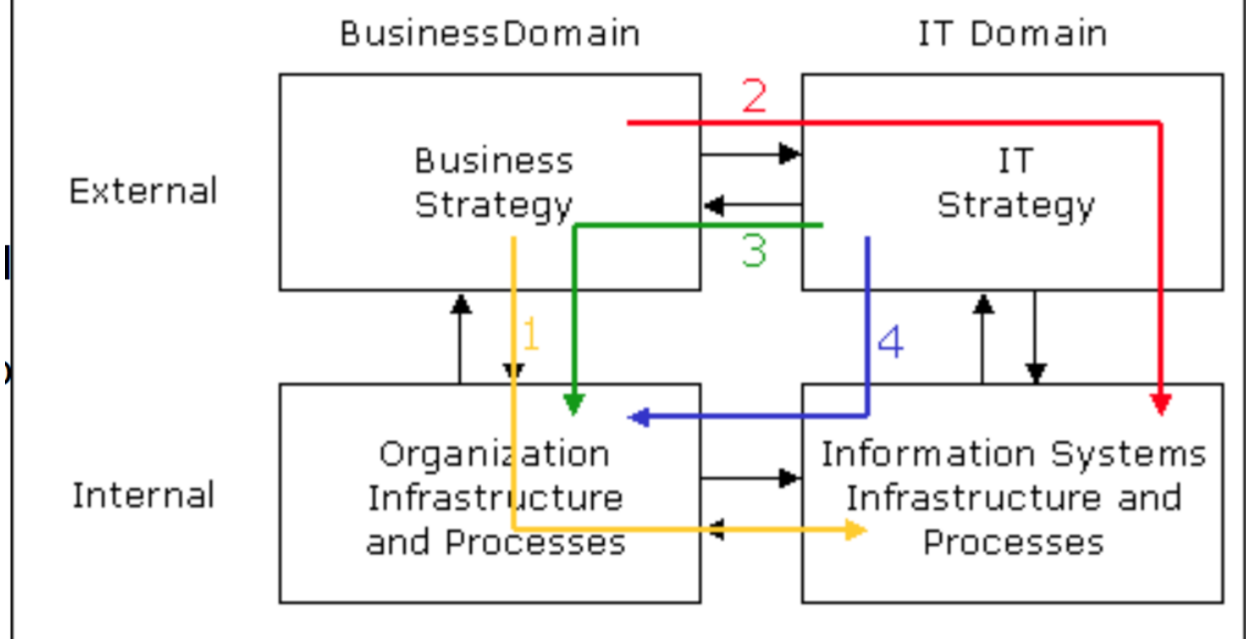 BusinessDomain
IT Domain
External
Business
Strategy
2
IT
Strategy
3
1
4
Internal
Organization
Infrastructure
and Processes
Information Systems
Infrastructure and
Processes